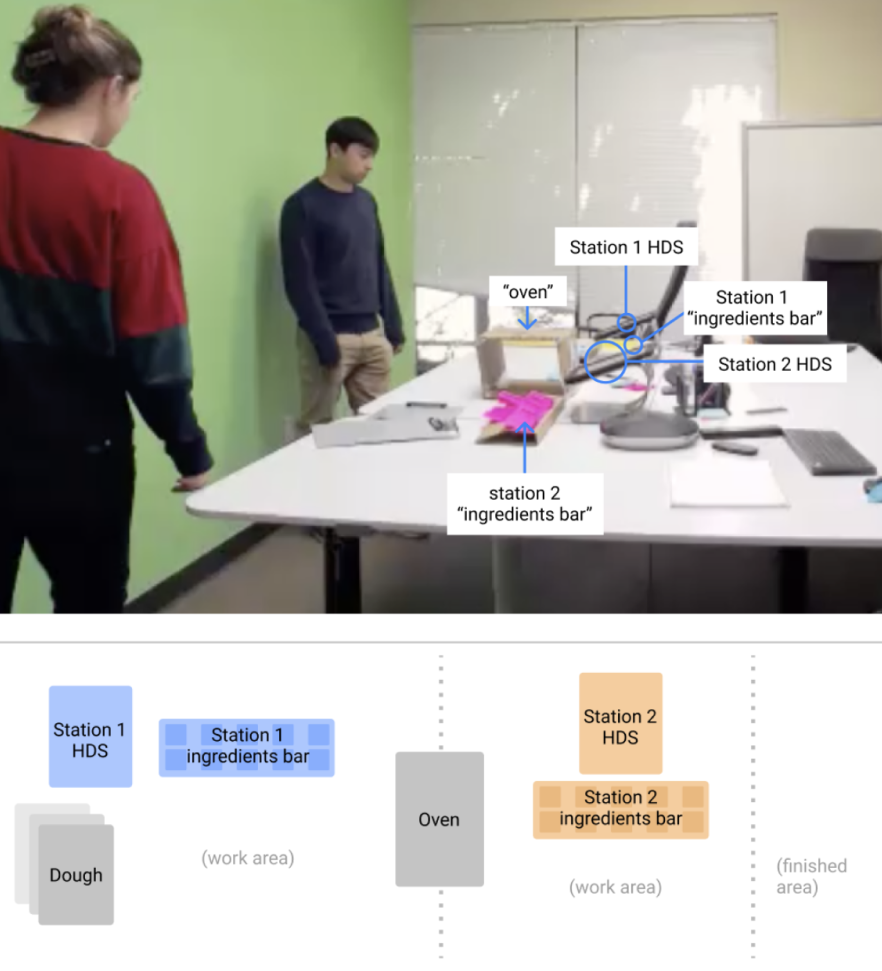 Station 1 HDS
“oven”
Station 1
“ingredients bar”
Station 2 HDS
station 2
“ingredients bar”
Station 1
HDS
Station 1
ingredients bar
Station 2
HDS
Oven
Station 2
ingredients bar
Dough
(work area)
(work area)
(finished
area)